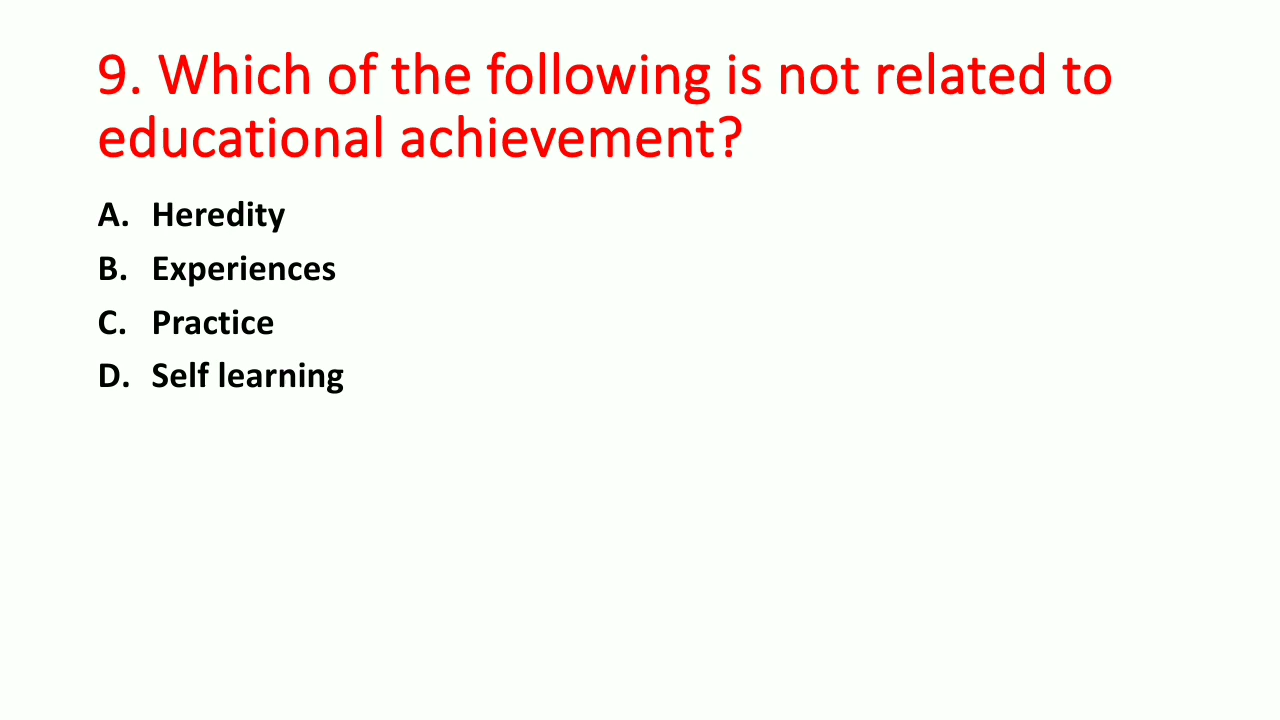 9. Which of the following is not related to
educational achievement?
A. Heredity
B. Experiences
C. Practice
D. Self learning